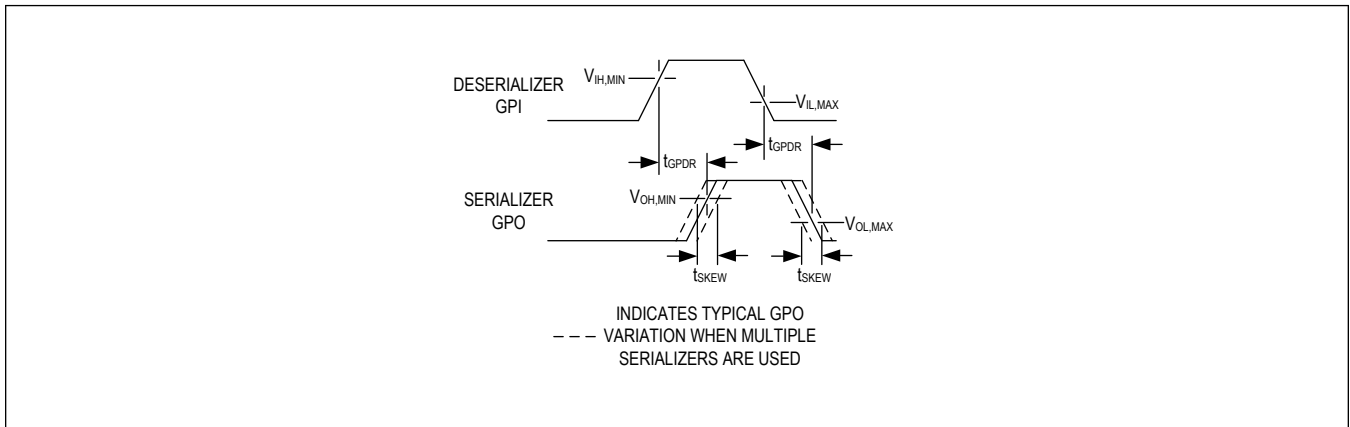 DESERIALIZER
GPI
VIH,MIN
VIL,MAX
tGPDR
tGPDR
SERIALIZER
GPO
VOH,MIN
VOL,MAX
tSKEW
tSKEW
INDICATES TYPICAL GPO
VARIATION WHEN MULTIPLE
SERIALIZERS ARE USED